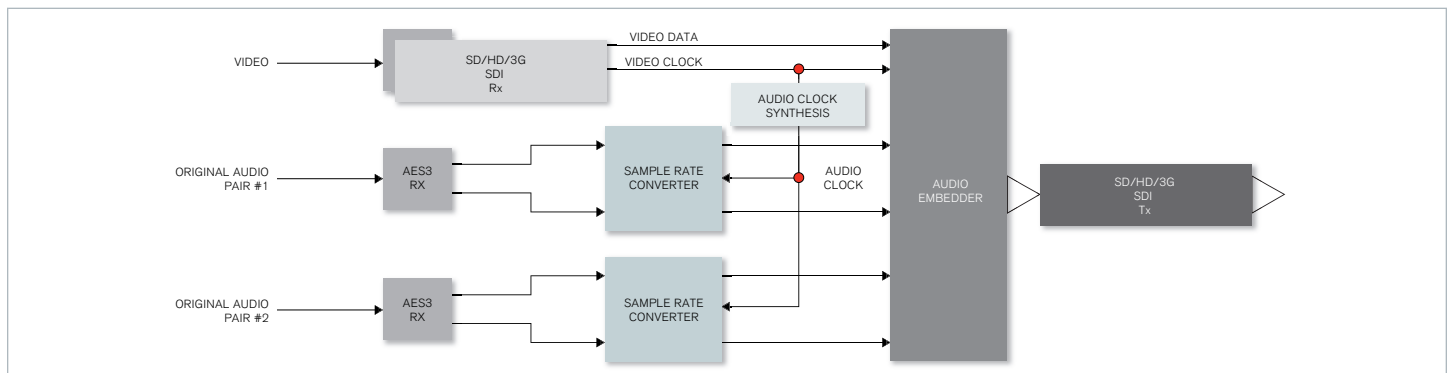 VIDEO
SD/HD/3G
SDI
Rx
VIDEO DATA
VIDEO CLOCK
AUDIO CLOCK
SYNTHESIS
ORIGINAL AUDIO
PAIR #1
AES3
RX
SAMPLE RATE
CONVERTER
AUDIO
CLOCK
AUDIO
EMBEDDER
SD/HD/3G
SDI
Tx
ORIGINAL AUDIO
PAIR #2
AES3
RX
SAMPLE RATE
CONVERTER